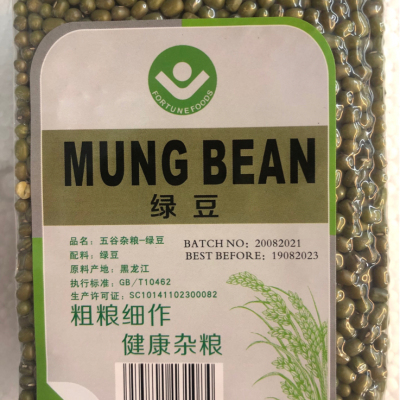 FORTUNEFOODS
MUNG BEAN
绿豆
品名：五谷杂粮-绿豆
配料：绿豆
原料产地：黑龙江
执行标准：GB/T10462
生产许可证：SC10141102300082
BATCH NO: 20082021
BEST BEFORE: 19082023
粗粮细作
健康杂粮